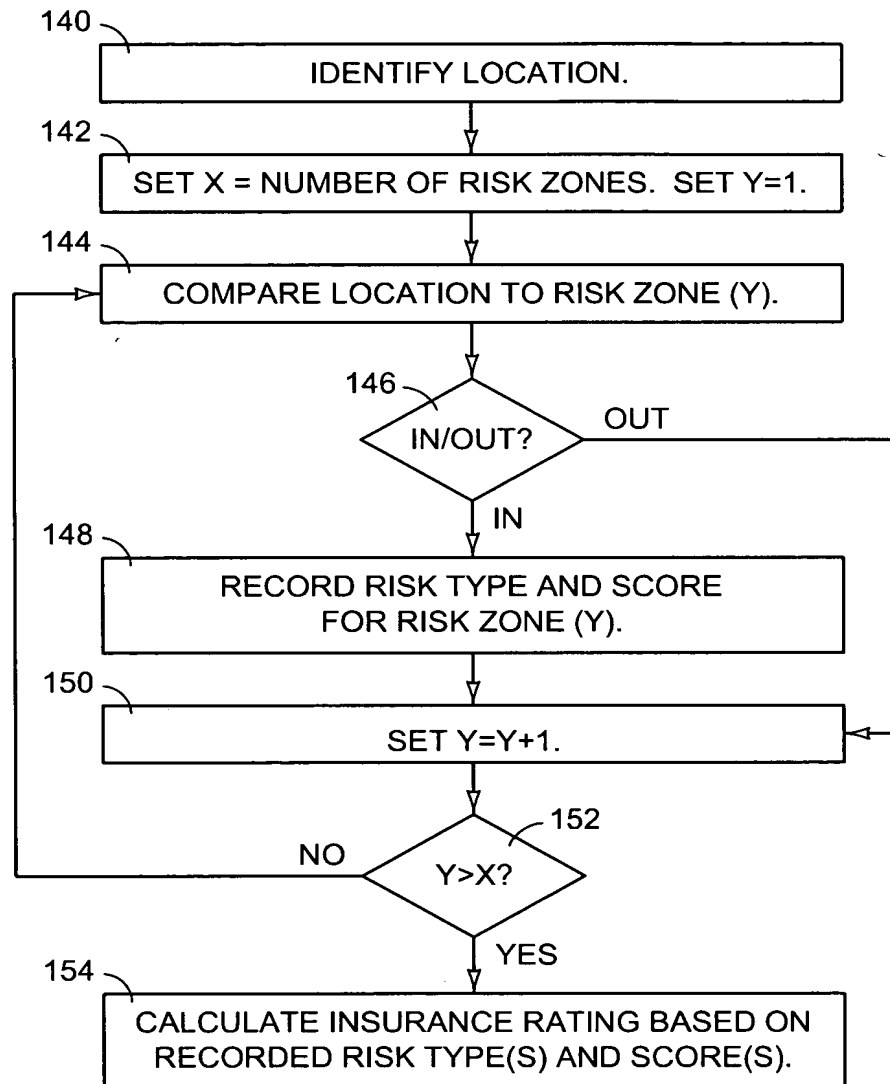 140
IDENTIFY LOCATION.
142
SET X = NUMBER OF RISK ZONES. SET Y=1.
144
COMPARE LOCATION TO RISK ZONE (Y).
146
IN/OUT?
OUT
IN
148
RECORD RISK TYPE AND SCORE
FOR RISK ZONE (Y).
150
SET Y=Y+1.
152
NO
Y>X?
YES
154
CALCULATE INSURANCE RATING BASED ON
RECORDED RISK TYPE(S) AND SCORE(S).